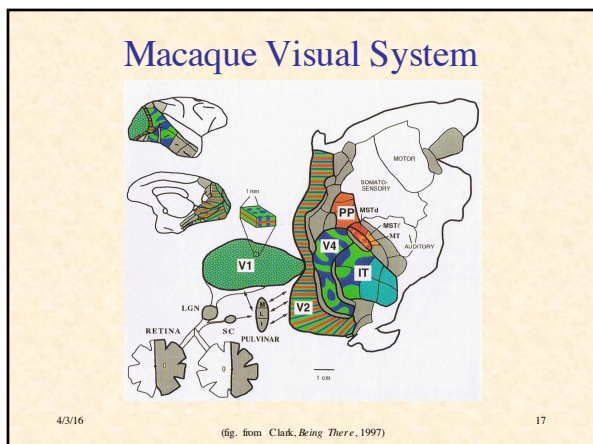 Macaque Visual System
1 mm
MOTOR
SOMATO-
SENSORY
PP
MSTd
MSTl
MT
AUDITORY
V4
V1
IT
LGN
M
L
I
V2
RETINA
SC
PULVINAR
1 cm
4/3/16
(fig. from Clark, Being There, 1997)
17